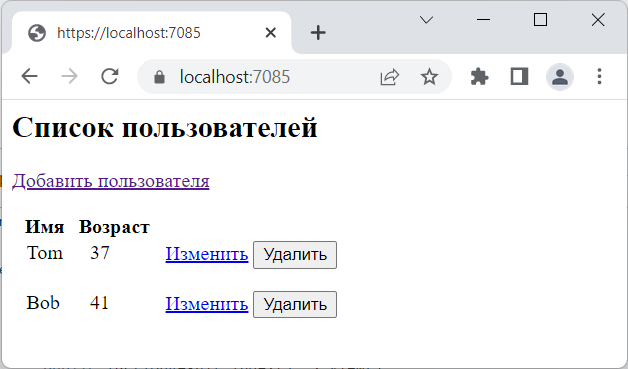 https://localhost:7085
localhost:7085
Список пользователей
Добавить пользователя
Имя Возраст
Tom 37 Изменить Удалить
Bob 41 Изменить Удалить